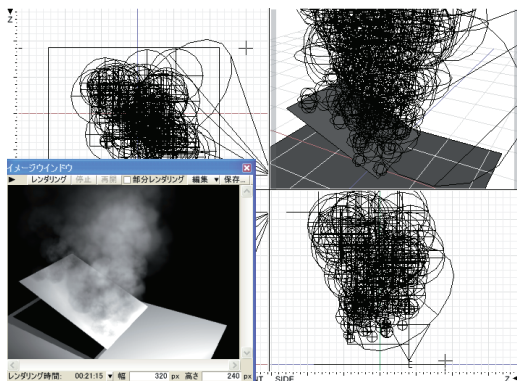 Z
イメージウインドウ
レンダリング 停止 再開 部分レンダリング 編集 保存...
レンダリング時間: 00:21:15 幅 320 px 高さ 240 px
SIDE
Z